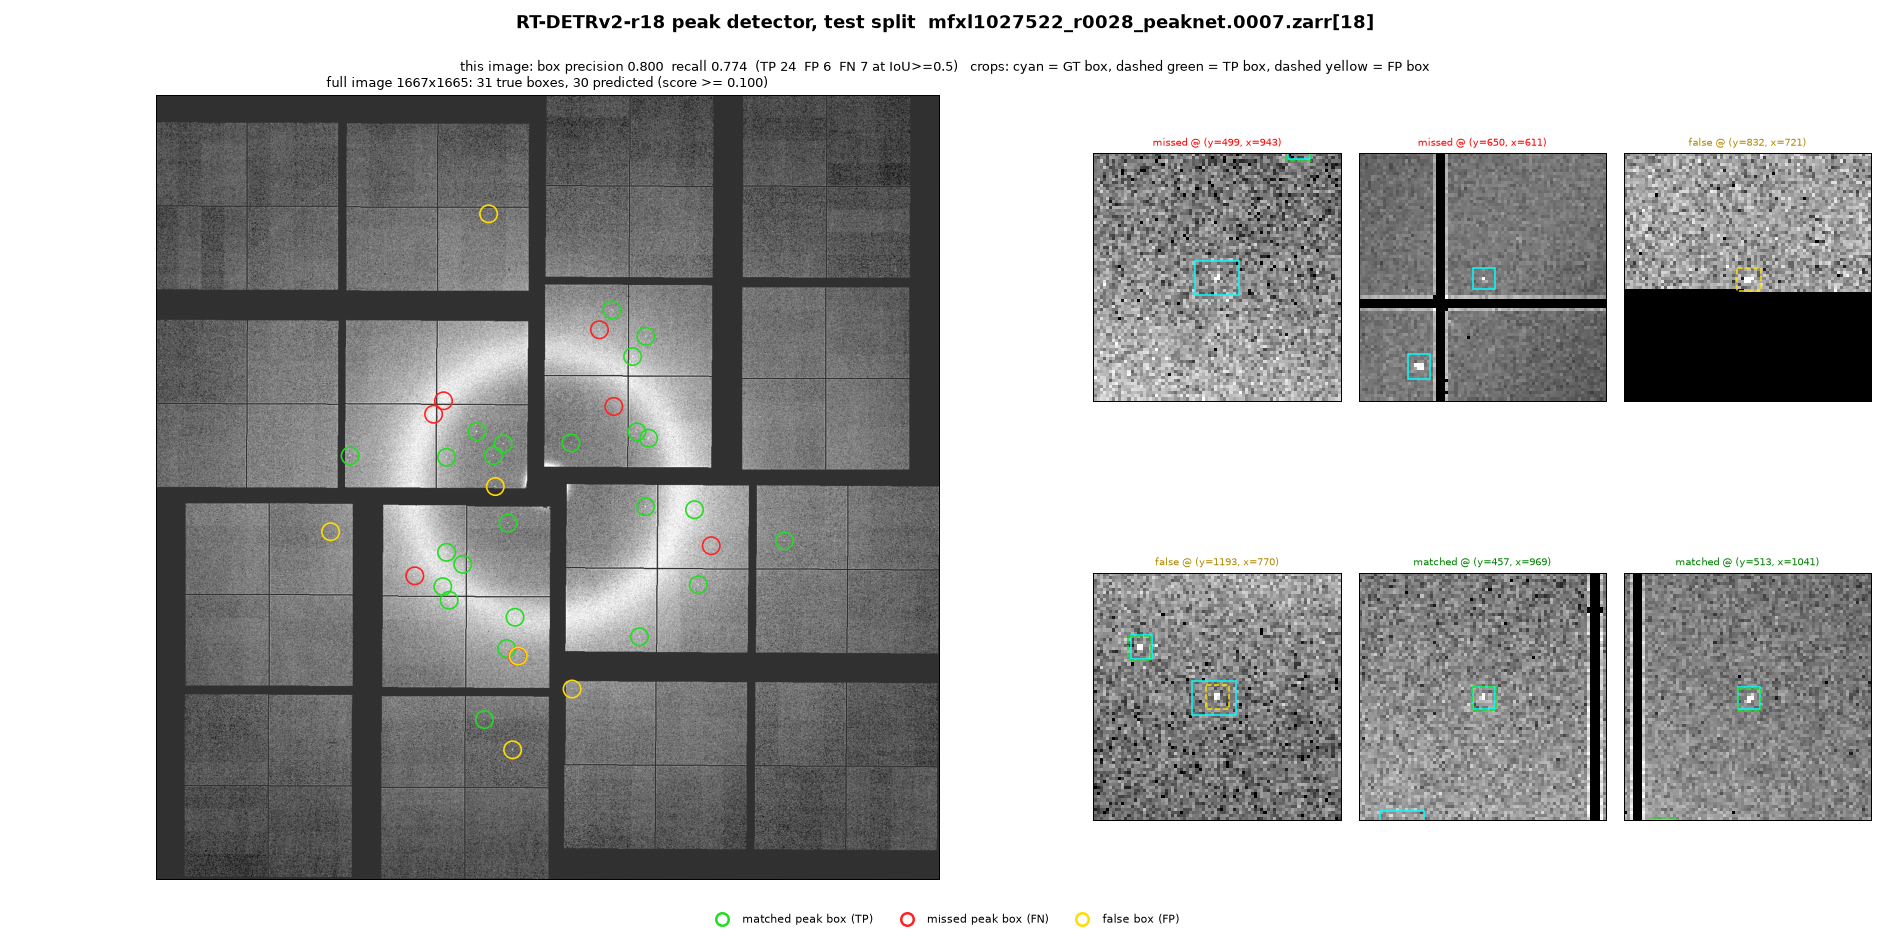 RT-DETRv2-r18 peak detector, test split  mfxl1027522_r0028_peaknet.0007.zarr[18]
this image: box precision 0.800  recall 0.774  (TP 24  FP 6  FN 7 at IoU>=0.5)   crops: cyan = GT box, dashed green = TP box, dashed yellow = FP box
full image 1667x1665: 31 true boxes, 30 predicted (score >= 0.100)
missed @ (y=499, x=943)
missed @ (y=650, x=611)
false @ (y=832, x=721)
false @ (y=1193, x=770)
matched @ (y=457, x=969)
matched @ (y=513, x=1041)
matched peak box (TP)
missed peak box (FN)
false box (FP)